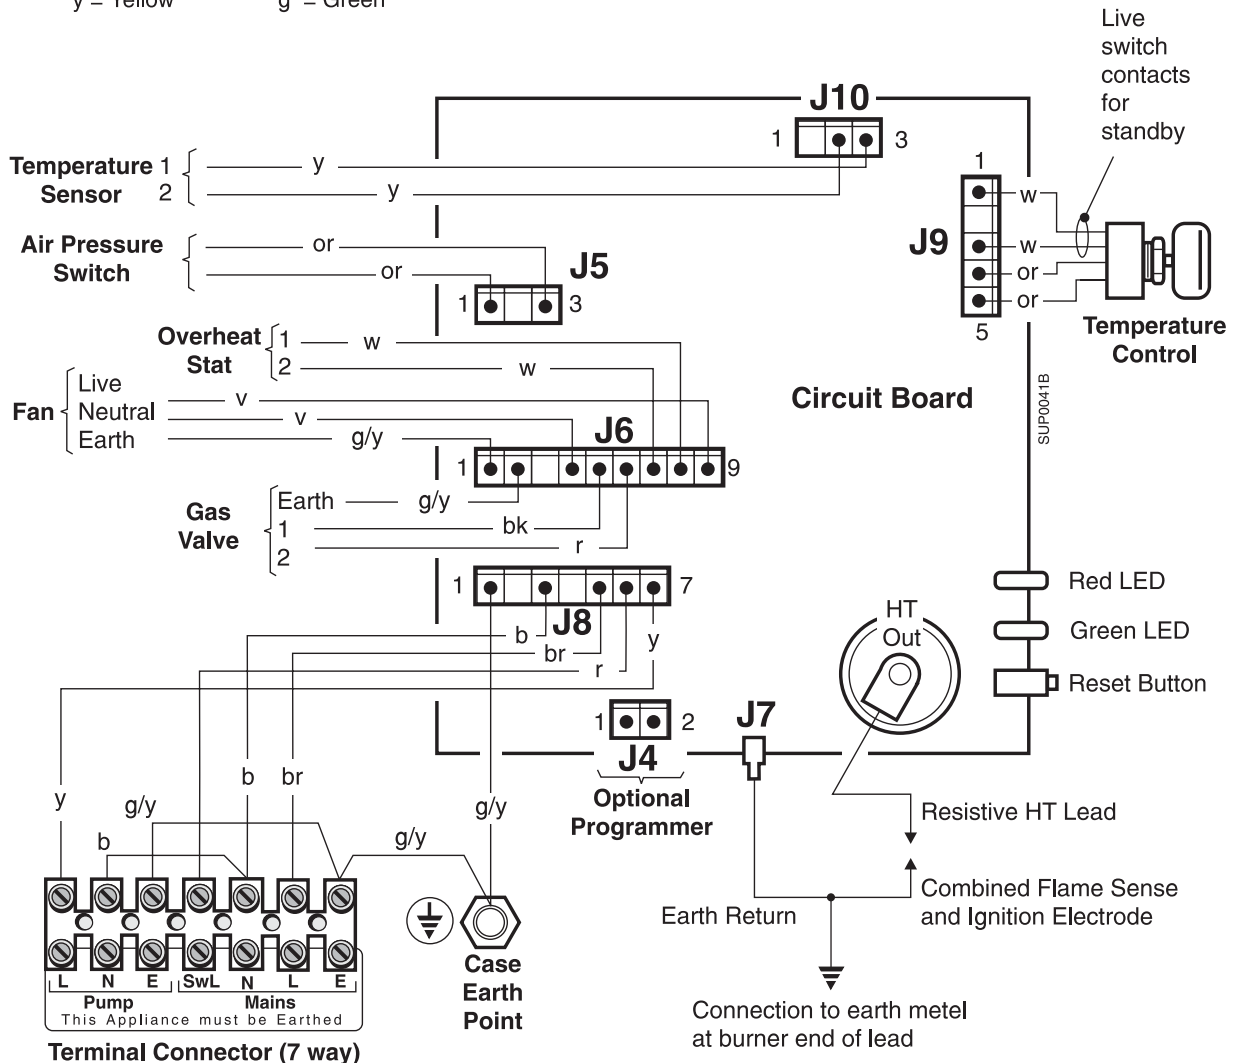 y = Yellow g = Green
Live
switch
contacts
for
standby
J10
1 3
Temperature 1 y
Sensor 2 y
1
w
J9 w
or
or
5
Temperature
Control
Air Pressure or
Switch or
J5
1 3
Overheat 1 w
Stat 2 w
Circuit Board
SUP0041B
Fan Live v
Neutral v
Earth g/y
J6
1 9
Gas
Valve
Earth g/y
1 bk
2 r
1 7
J8
b y
br
r
HT
Out
Red LED
Green LED
Reset Button
1 2
J4
J7
Optional
Programmer
y g/y b br g/y
b g/y
Resistive HT Lead
Combined Flame Sense
and Ignition Electrode
Earth Return
Case
Earth
Point
Connection to earth metel
at burner end of lead
L N E SwL N L E
Pump Mains
This Appliance must be Earthed
Terminal Connector (7 way)